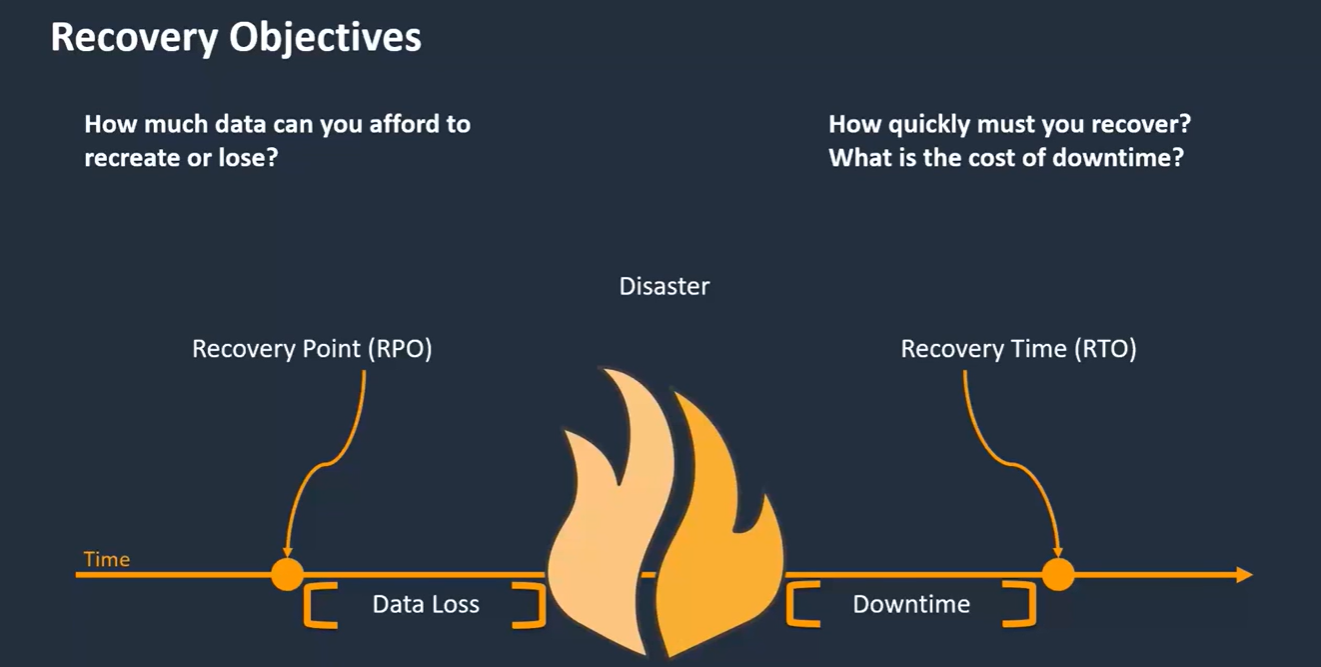 Recovery Objectives
How much data can you afford to
recreate or lose?
How quickly must you recover?
What is the cost of downtime?
Disaster
Recovery Point (RPO)
Recovery Time (RTO)
Time
Data Loss
Downtime